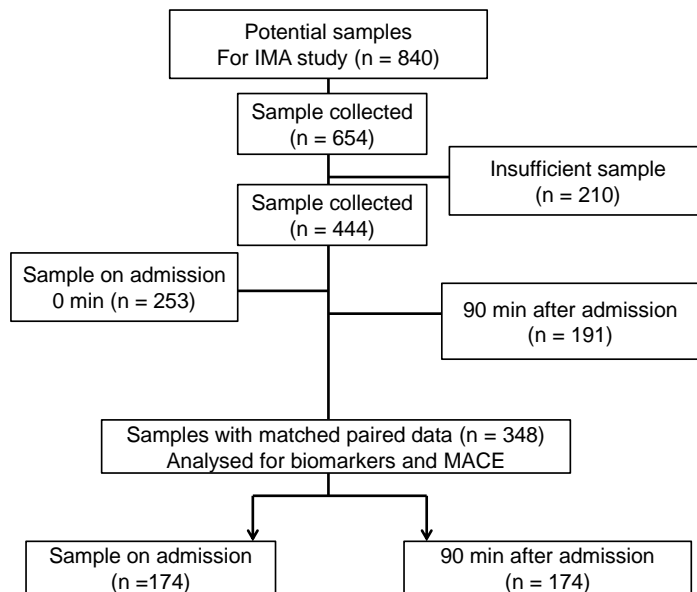 Potential samples
For IMA study (n = 840)
Sample collected
(n = 654)
Insufficient sample
(n = 210)
Sample collected
(n = 444)
Sample on admission
0 min (n = 253)
90 min after admission
(n = 191)
Samples with matched paired data (n = 348)
Analysed for biomarkers and MACE
Sample on admission
(n =174)
90 min after admission
(n = 174)